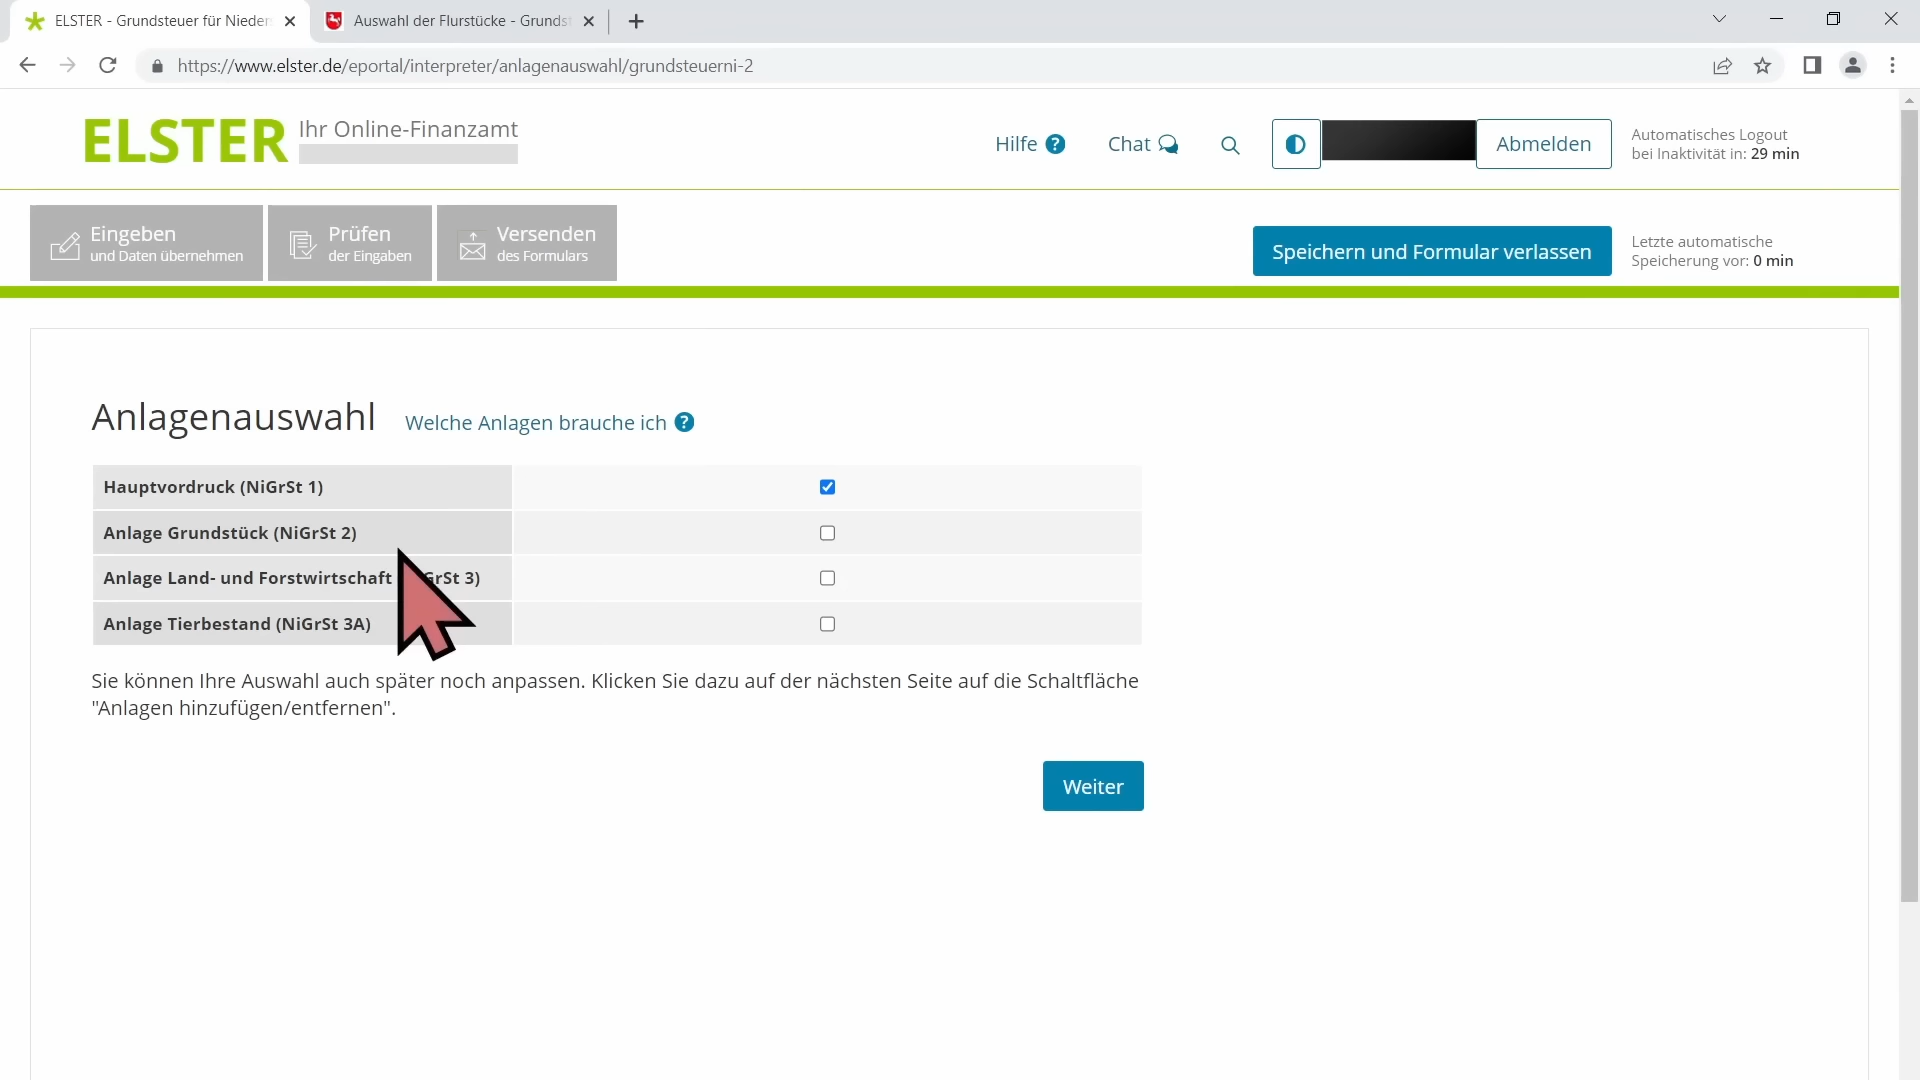 ELSTER - Grundsteuer für Nieders
Auswahl der Flurstücke - Grundst
https://www.elster.de/eportal/interpreter/anlagenauswahl/grundsteuerni-2
ELSTER
Ihr Online-Finanzamt
Hilfe ?
Chat
Abmelden
Automatisches Logout
bei Inaktivität in: 29 min
Eingeben
und Daten übernehmen
Prüfen
der Eingaben
Versenden
des Formulars
Speichern und Formular verlassen
Letzte automatische
Speicherung vor: 0 min
Anlagenauswahl
Welche Anlagen brauche ich ?
Hauptvordruck (NiGrSt 1)
Anlage Grundstück (NiGrSt 2)
Anlage Land- und Forstwirtschaft GrSt 3)
Anlage Tierbestand (NiGrSt 3A)
Sie können Ihre Auswahl auch später noch anpassen. Klicken Sie dazu auf der nächsten Seite auf die Schaltfläche
"Anlagen hinzufügen/entfernen".
Weiter